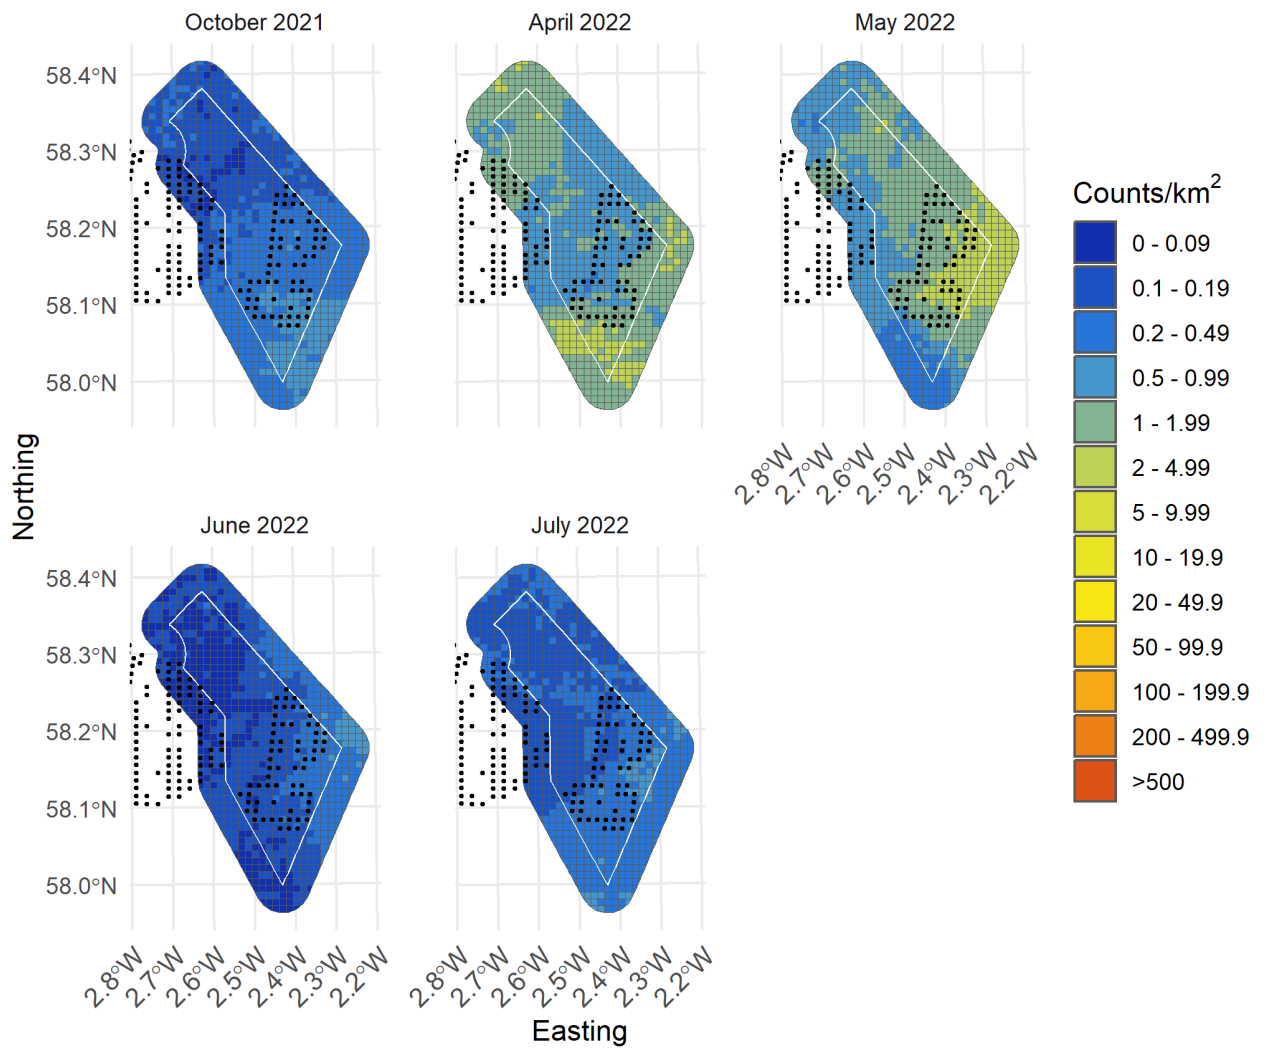 October 2021
April 2022
May 2022
58.4°N
58.3°N
58.2°N
58.1°N
58.0°N
2.8°W
2.7°W
2.6°W
2.5°W
2.4°W
2.3°W
2.2°W
Northing
June 2022
July 2022
58.4°N
58.3°N
58.2°N
58.1°N
58.0°N
2.8°W
2.7°W
2.6°W
2.5°W
2.4°W
2.3°W
2.2°W
2.8°W
2.7°W
2.6°W
2.5°W
2.4°W
2.3°W
2.2°W
Easting
Counts/km²
0 - 0.09
0.1 - 0.19
0.2 - 0.49
0.5 - 0.99
1 - 1.99
2 - 4.99
5 - 9.99
10 - 19.9
20 - 49.9
50 - 99.9
100 - 199.9
200 - 499.9
>500